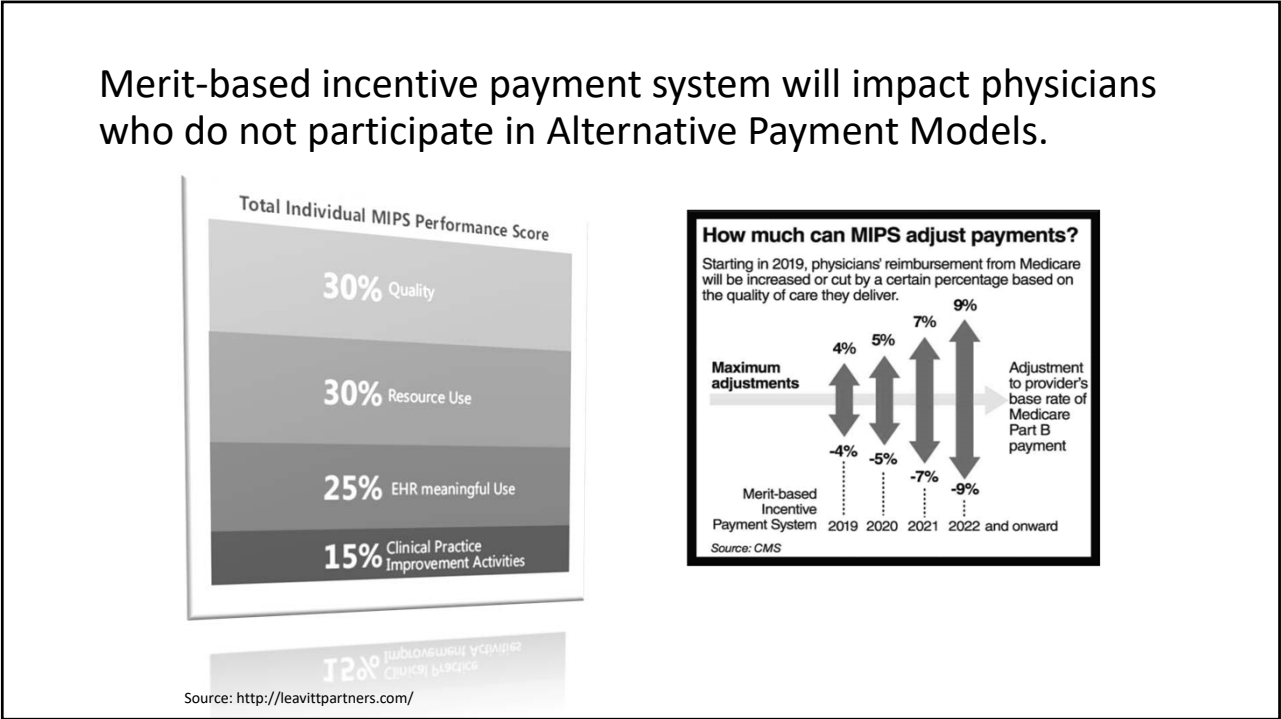 Merit-based incentive payment system will impact physicians
who do not participate in Alternative Payment Models.
Total Individual MIPS Performance Score
30% Quality
30% Resource Use
25% EHR meaningful Use
15% Clinical Practice
Improvement Activities
How much can MIPS adjust payments?
Starting in 2019, physicians' reimbursement from Medicare
will be increased or cut by a certain percentage based on
the quality of care they deliver.
9%
7%
5%
4%
Maximum
adjustments
Adjustment
to provider's
base rate of
Medicare
Part B
payment
-4%
-5%
-7%
-9%
Merit-based
Incentive
Payment System 2019 2020 2021 2022 and onward
Source: CMS
15% Clinical Practice
Improvement Activities
Source: http://leavittpartners.com/